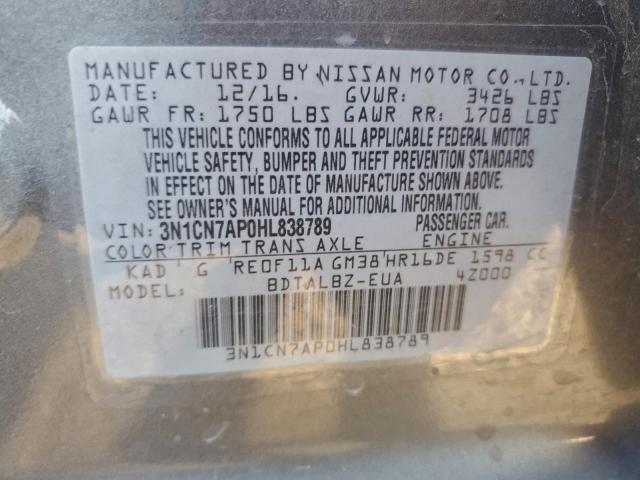 MANUFACTURED BY NISSAN MOTOR CO., LTD.
DATE: 12/16. GVWR: 3426 LBS
GAWR FR: 1750 LBS GAWR RR: 1708 LBS
THIS VEHICLE CONFORMS TO ALL APPLICABLE FEDERAL MOTOR
VEHICLE SAFETY, BUMPER AND THEFT PREVENTION STANDARDS
IN EFFECT ON THE DATE OF MANUFACTURE SHOWN ABOVE.
SEE OWNER'S MANUAL FOR ADDITIONAL INFORMATION.
VIN: 3N1CN7AP0HL838789 PASSENGER CAR.
COLOR TRIM TRANS AXLE ENGINE
KAD G RE0F11A GM38 HR16DE 1598 CC
MODEL: BDTALBZ-EUA 4Z000
3N1CN7AP0HL838789